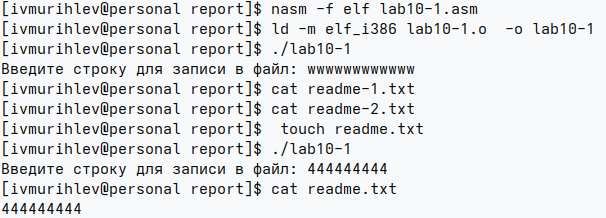 [ivmurihlev@personal report]$ nasm -f elf lab10-1.asm
[ivmurihlev@personal report]$ ld -m elf_i386 lab10-1.o  -o lab10-1
[ivmurihlev@personal report]$ ./lab10-1
Введите строку для записи в файл: wwwwwwwwwwwww
[ivmurihlev@personal report]$ cat readme-1.txt
[ivmurihlev@personal report]$ cat readme-2.txt
[ivmurihlev@personal report]$  touch readme.txt
[ivmurihlev@personal report]$ ./lab10-1
Введите строку для записи в файл: 444444444
[ivmurihlev@personal report]$ cat readme.txt
444444444